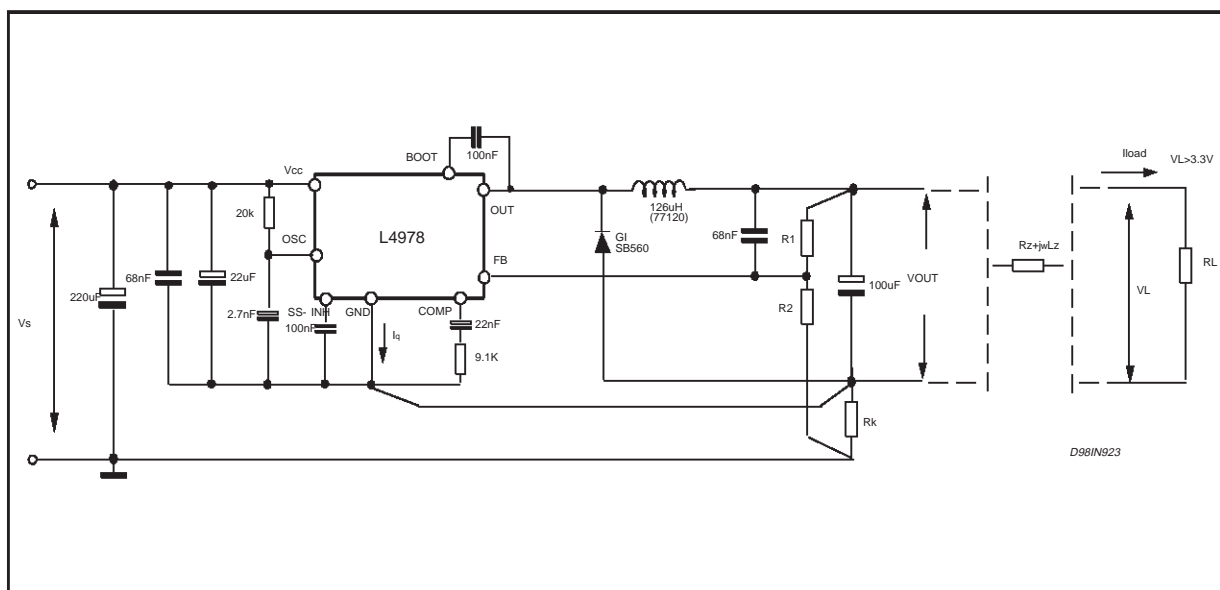 BOOT
100nF
Vcc
20k
OSC
L4978
OUT
FB
126uH
(77120)
GI
SB560
68nF
R1
R2
100uF
VOUT
Rz+jwLz
Iload
VL>3.3V
VL
RL
Vs
220uF
68nF
22uF
2.7nF
SS- INH
100nF
GND
Iq
COMP
22nF
9.1K
Rk
D98IN923